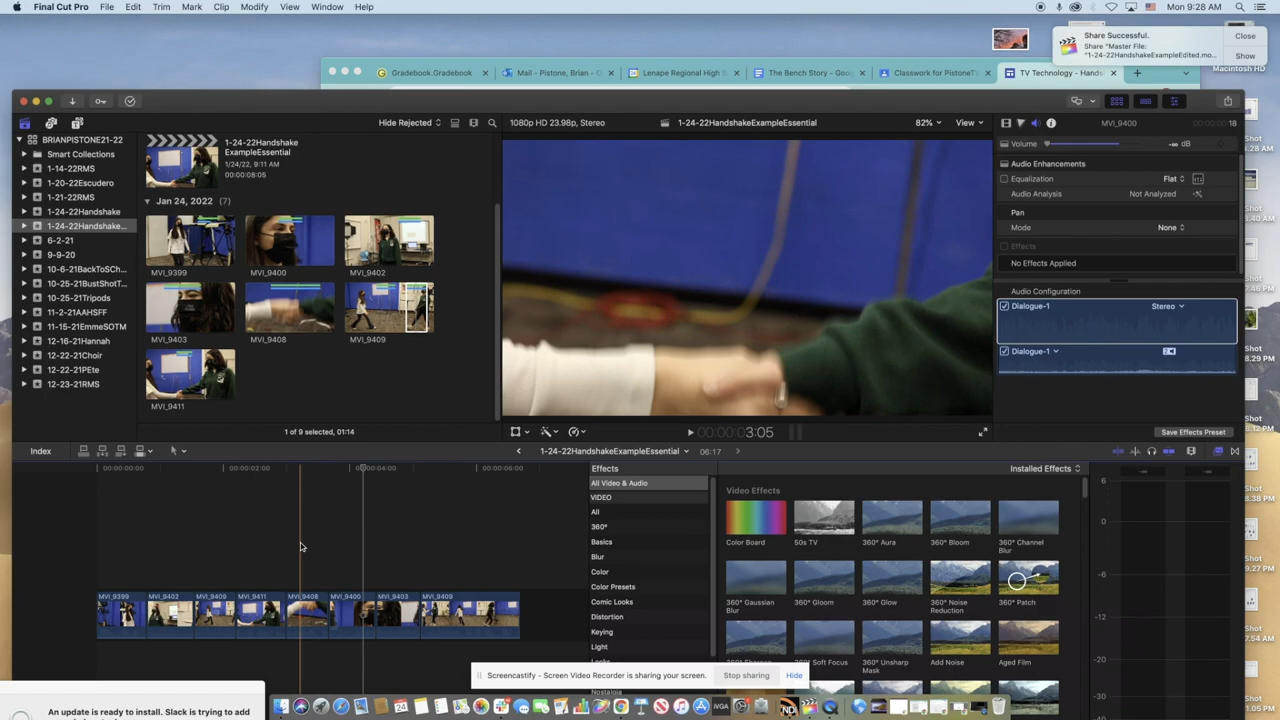 Final Cut Pro File Edit Trim Mark Clip Modify View Window Help
Mon 9:28 AM
Share Successful.
Share "Master File:
"1-24-22HandshakeExampleEdited.mo...
Close
Show
Macintosh HD
Gradebook.Gradebook
Mail - Pistone, Brian - O
Lenape Regional High S
The Bench Story - Goo
Classwork for PistoneT
TV Technology - Hands
Hide Rejected
1080p HD 23.98p, Stereo
1-24-22HandshakeExampleEssential
82%
View
MVI_9400
18
BRIANPISTONE21-22
Smart Collections
1-14-22RMS
1-20-22Escudero
1-21-22RMS
1-24-22Handshake
1-24-22Handshake...
6-2-21
9-9-20
10-6-21BackToSCh...
10-25-21BustShotT...
10-25-21Tripods
11-2-21AAHSFF
11-15-21EmmeSOTM
12-16-21Hannah
12-22-21Choir
12-22-21PEte
12-23-21RMS
1-24-22Handshake
ExampleEssential
1/24/22, 9:11 AM
00:00:08:05
Jan 24, 2022 (7)
MVI_9399
MVI_9400
MVI_9402
MVI_9403
MVI_9408
MVI_9409
MVI_9411
1 of 9 selected, 01:14
00:00:00:03:05
Volume
-∞ dB
Audio Enhancements
Equalization
Flat
Audio Analysis
Not Analyzed
Pan
Mode
None
Effects
No Effects Applied
Audio Configuration
Dialogue-1
Stereo
Dialogue-1
Save Effects Preset
Index
1-24-22HandshakeExampleEssential
06:17
00:00:00:00
00:00:02:00
00:00:04:00
00:00:06:00
MVI_9399
MVI_9402
MVI_9409
MVI_9411
MVI_9408
MVI_9400
MVI_9403
MVI_9409
Effects
Installed Effects
All Video & Audio
VIDEO
All
360°
Basics
Blur
Color
Color Presets
Comic Looks
Distortion
Keying
Light
Looks
Nostalgia
Video Effects
Color Board
50s TV
360° Aura
360° Bloom
360° Channel
Blur
360° Gaussian
Blur
360° Gloom
360° Glow
360° Noise
Reduction
360° Patch
Soft Focus
360° Unsharp
Mask
Add Noise
Aged Film
6
0
-6
-12
-20
-30
Screencastify - Screen Video Recorder is sharing your screen.
Stop sharing
Hide
An update is ready to install. Slack is trying to add